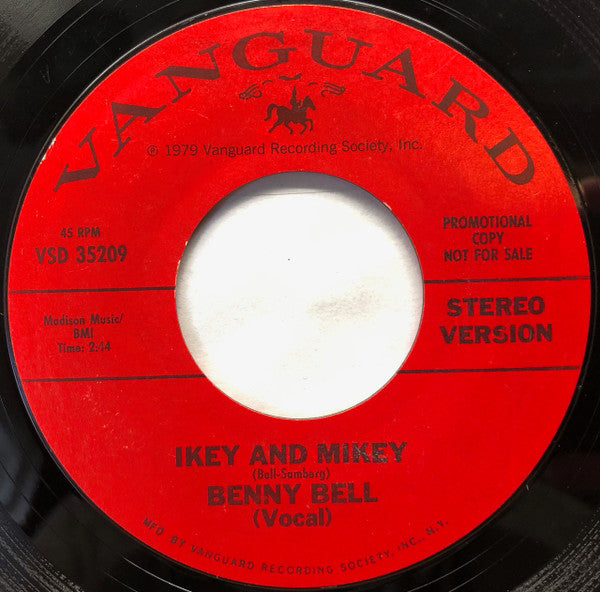 VANGUARD
℗ 1979 Vanguard Recording Society, Inc.
45 RPM
VSD 35209
PROMOTIONAL
COPY
NOT FOR SALE
Madison Music/
BMI
Time: 2:14
STEREO
VERSION
IKEY AND MIKEY
(Bell-Samberg)
BENNY BELL
(Vocal)
MFD. BY VANGUARD RECORDING SOCIETY, INC., N.Y.